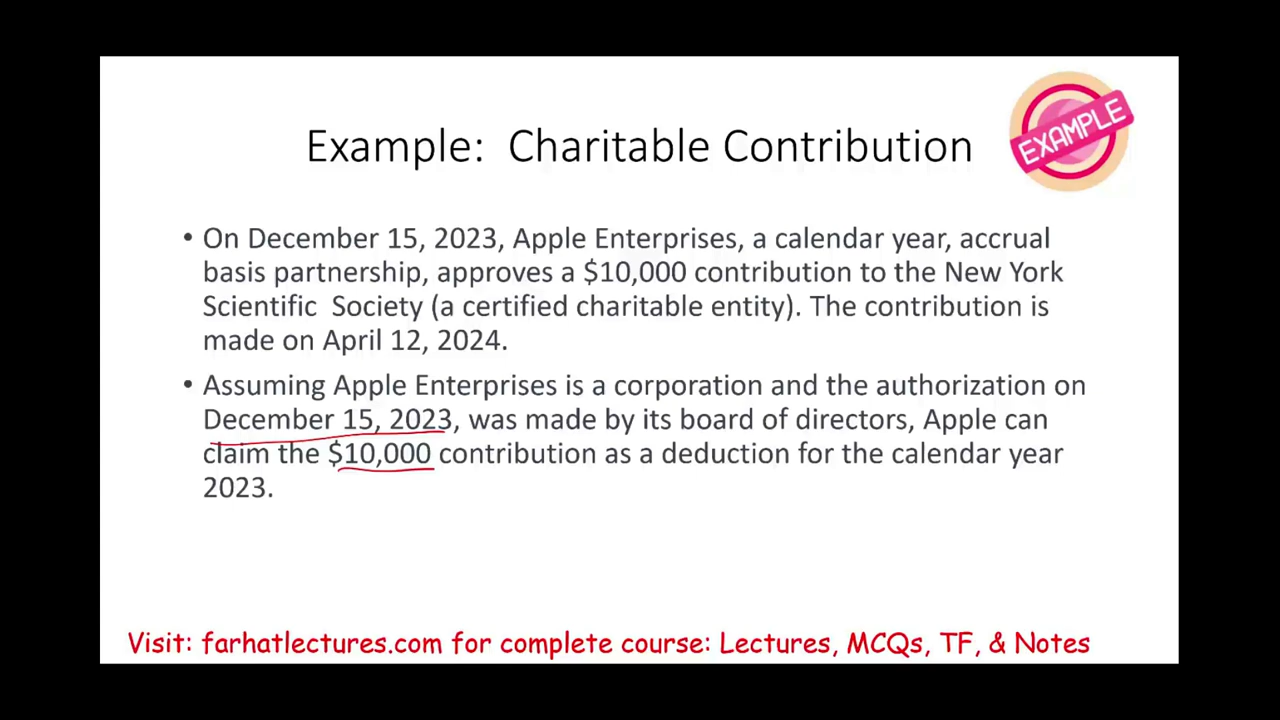 Example: Charitable Contribution
EXAMPLE
• On December 15, 2023, Apple Enterprises, a calendar year, accrual
basis partnership, approves a $10,000 contribution to the New York
Scientific Society (a certified charitable entity). The contribution is
made on April 12, 2024.
• Assuming Apple Enterprises is a corporation and the authorization on
December 15, 2023, was made by its board of directors, Apple can
claim the $10,000 contribution as a deduction for the calendar year
2023.
Visit: farhatlectures.com for complete course: Lectures, MCQs, TF, & Notes